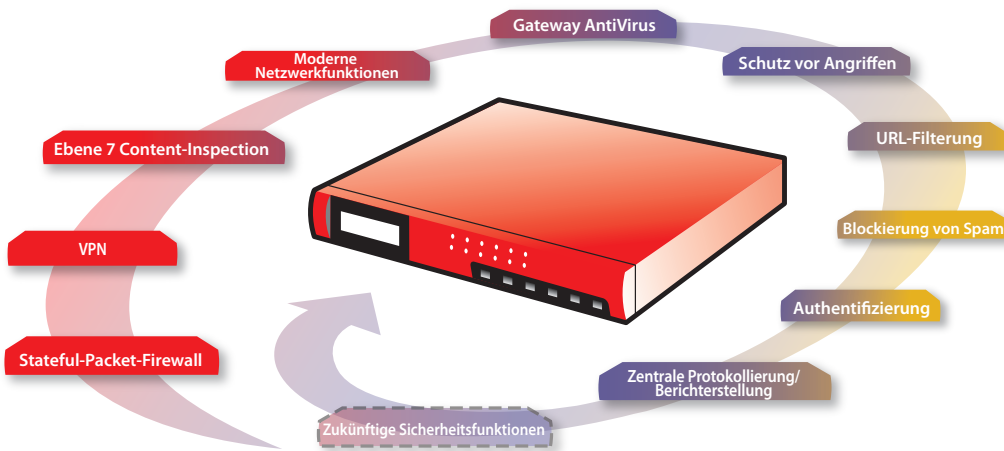 Gateway AntiVirus
Moderne
Netzwerkfunktionen
Schutz vor Angriffen
Ebene 7 Content-Inspection
URL-Filterung
VPN
Blockierung von Spam
Authentifizierung
Stateful-Packet-Firewall
Zentrale Protokollierung/
Berichterstellung
Zukünftige Sicherheitsfunktionen